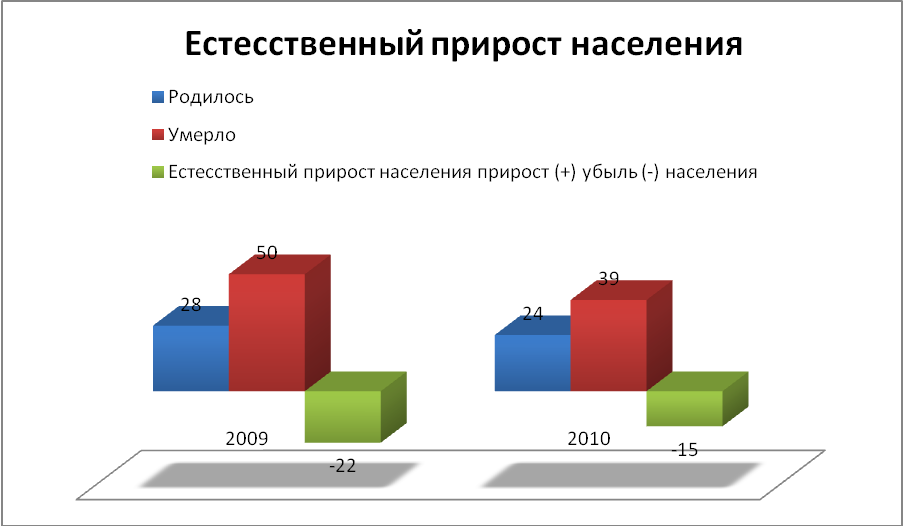 Естесственный прирост населения
Родилось
Умерло
Естесственный прирост населения прирост (+) убыль (-) населения
50
39
28
24
2009
2010
-15
-22